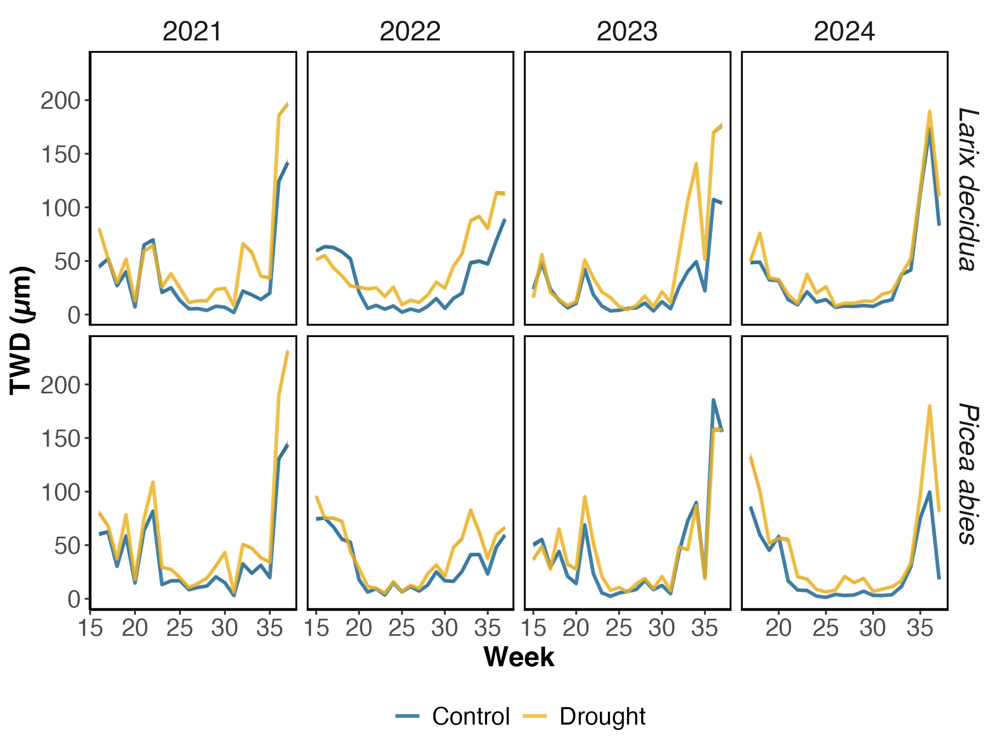 2021 2022 2023 2024
200
150
100
50
0
Larix decidua
TWD (μm)
200
150
100
50
0
Picea abies
15 20 25 30 35 15 20 25 30 35 15 20 25 30 35 20 25 30 35
Week
Control Drought